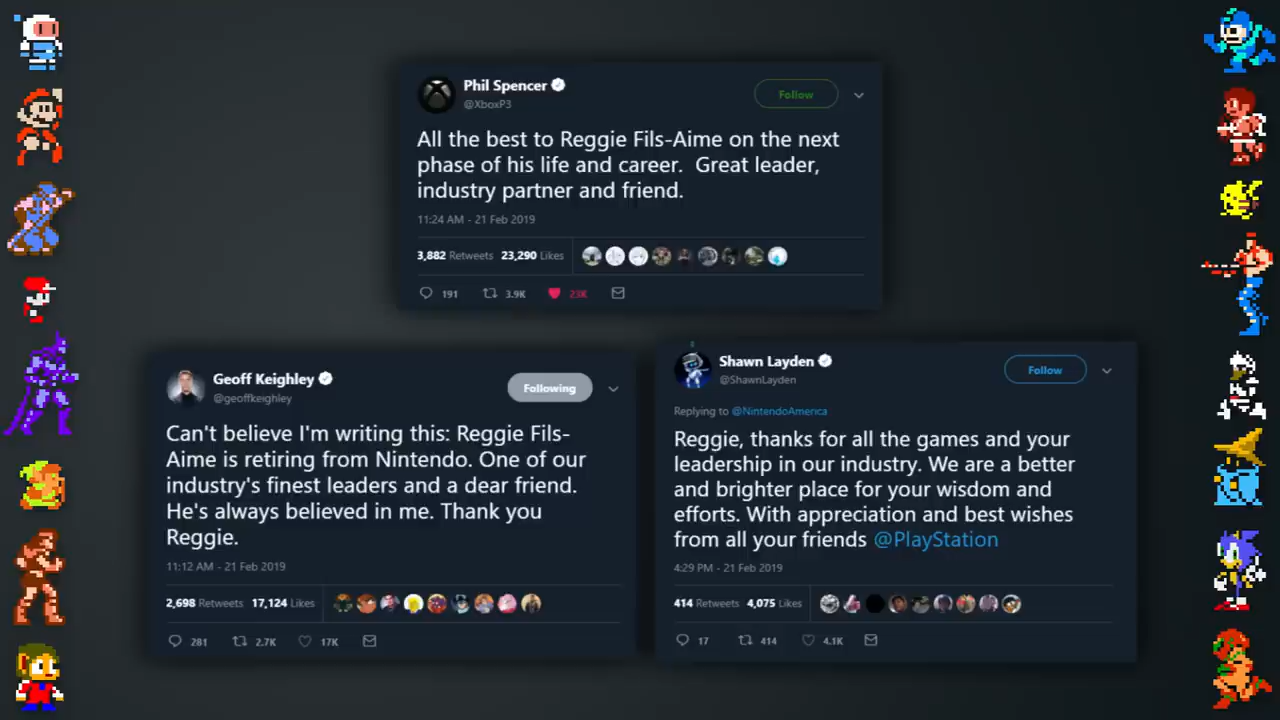 Phil Spencer
@XboxP3
Follow
All the best to Reggie Fils-Aime on the next
phase of his life and career.  Great leader,
industry partner and friend.
11:24 AM - 21 Feb 2019
3,882 Retweets 23,290 Likes
191 3.9K 23K
Geoff Keighley
@geoffkeighley
Following
Can't believe I'm writing this: Reggie Fils-
Aime is retiring from Nintendo. One of our
industry's finest leaders and a dear friend.
He's always believed in me. Thank you
Reggie.
11:12 AM - 21 Feb 2019
2,698 Retweets 17,124 Likes
281 2.7K 17K
Shawn Layden
@ShawnLayden
Follow
Replying to @NintendoAmerica
Reggie, thanks for all the games and your
leadership in our industry. We are a better
and brighter place for your wisdom and
efforts. With appreciation and best wishes
from all your friends @PlayStation
4:29 PM - 21 Feb 2019
414 Retweets 4,075 Likes
17 414 4.1K